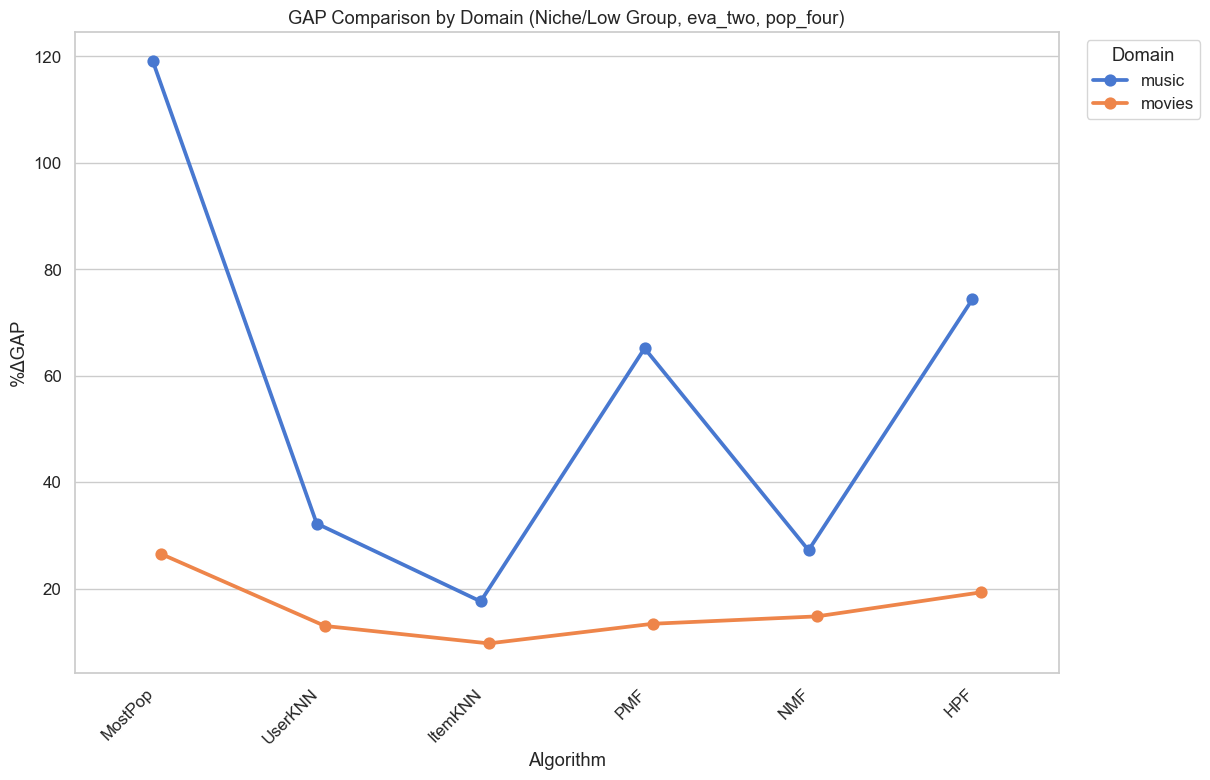 GAP Comparison by Domain (Niche/Low Group, eva_two, pop_four)
Domain
music
movies
%ΔGAP
120
100
80
60
40
20
MostPop
UserKNN
ItemKNN
PMF
NMF
HPF
Algorithm